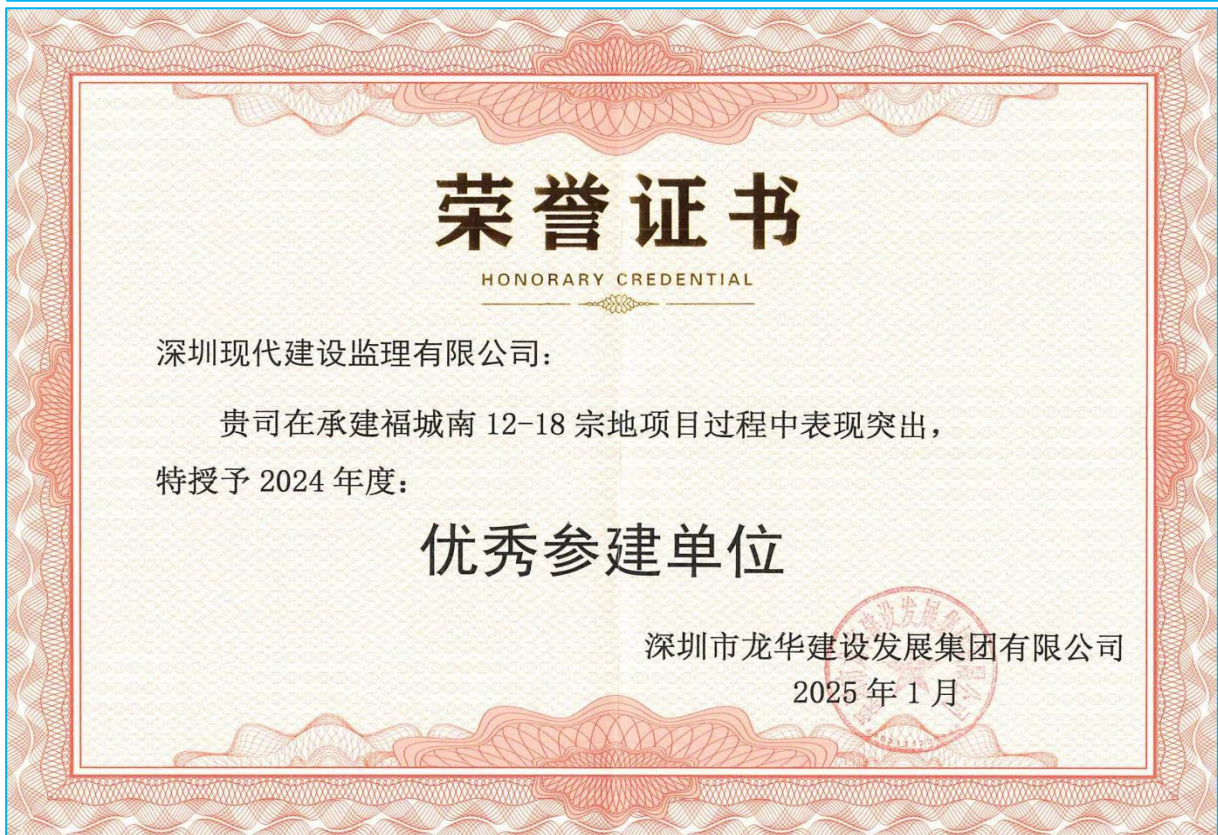 荣誉证书
HONORARY CREDENTIAL
深圳现代建设监理有限公司：
贵司在承建福城南 12-18 宗地项目过程中表现突出，
特授予 2024 年度：
优秀参建单位
深圳市龙华建设发展集团有限公司
2025 年 1 月